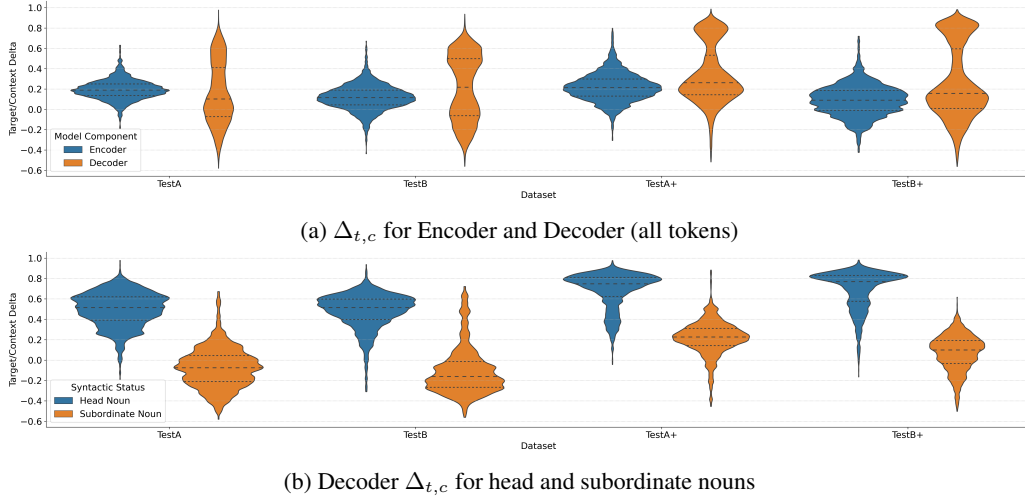 1.0
0.8
0.6
0.4
0.2
0.0
−0.2
−0.4
−0.6
Target/Context Delta
Model Component
Encoder
Decoder
TestA TestB TestA+ TestB+
Dataset
(a) Δt,c for Encoder and Decoder (all tokens)
1.0
0.8
0.6
0.4
0.2
0.0
−0.2
−0.4
−0.6
Target/Context Delta
Syntactic Status
Head Noun
Subordinate Noun
TestA TestB TestA+ TestB+
Dataset
(b) Decoder Δt,c for head and subordinate nouns